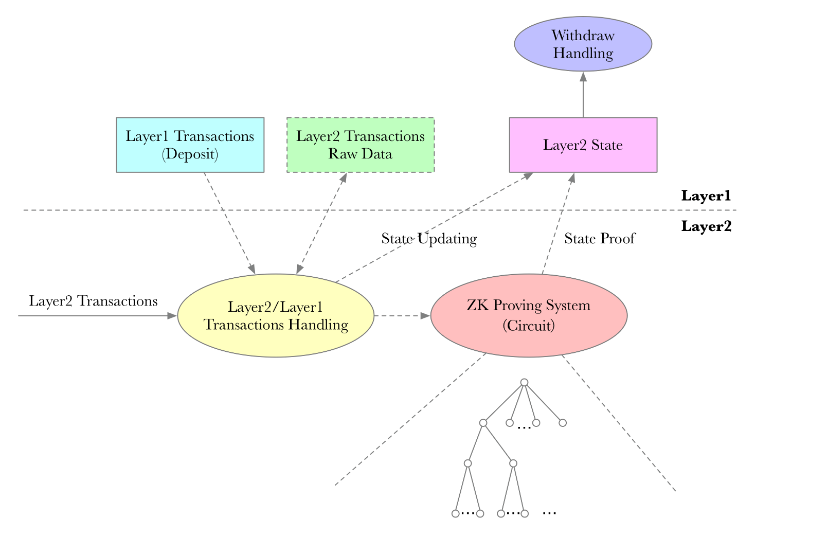 Withdraw
Handling
Layer1 Transactions
(Deposit)
Layer2 Transactions
Raw Data
Layer2 State
Layer1
Layer2
State Updating
State Proof
Layer2 Transactions
Layer2/Layer1
Transactions Handling
ZK Proving System
(Circuit)
...
... ... ...